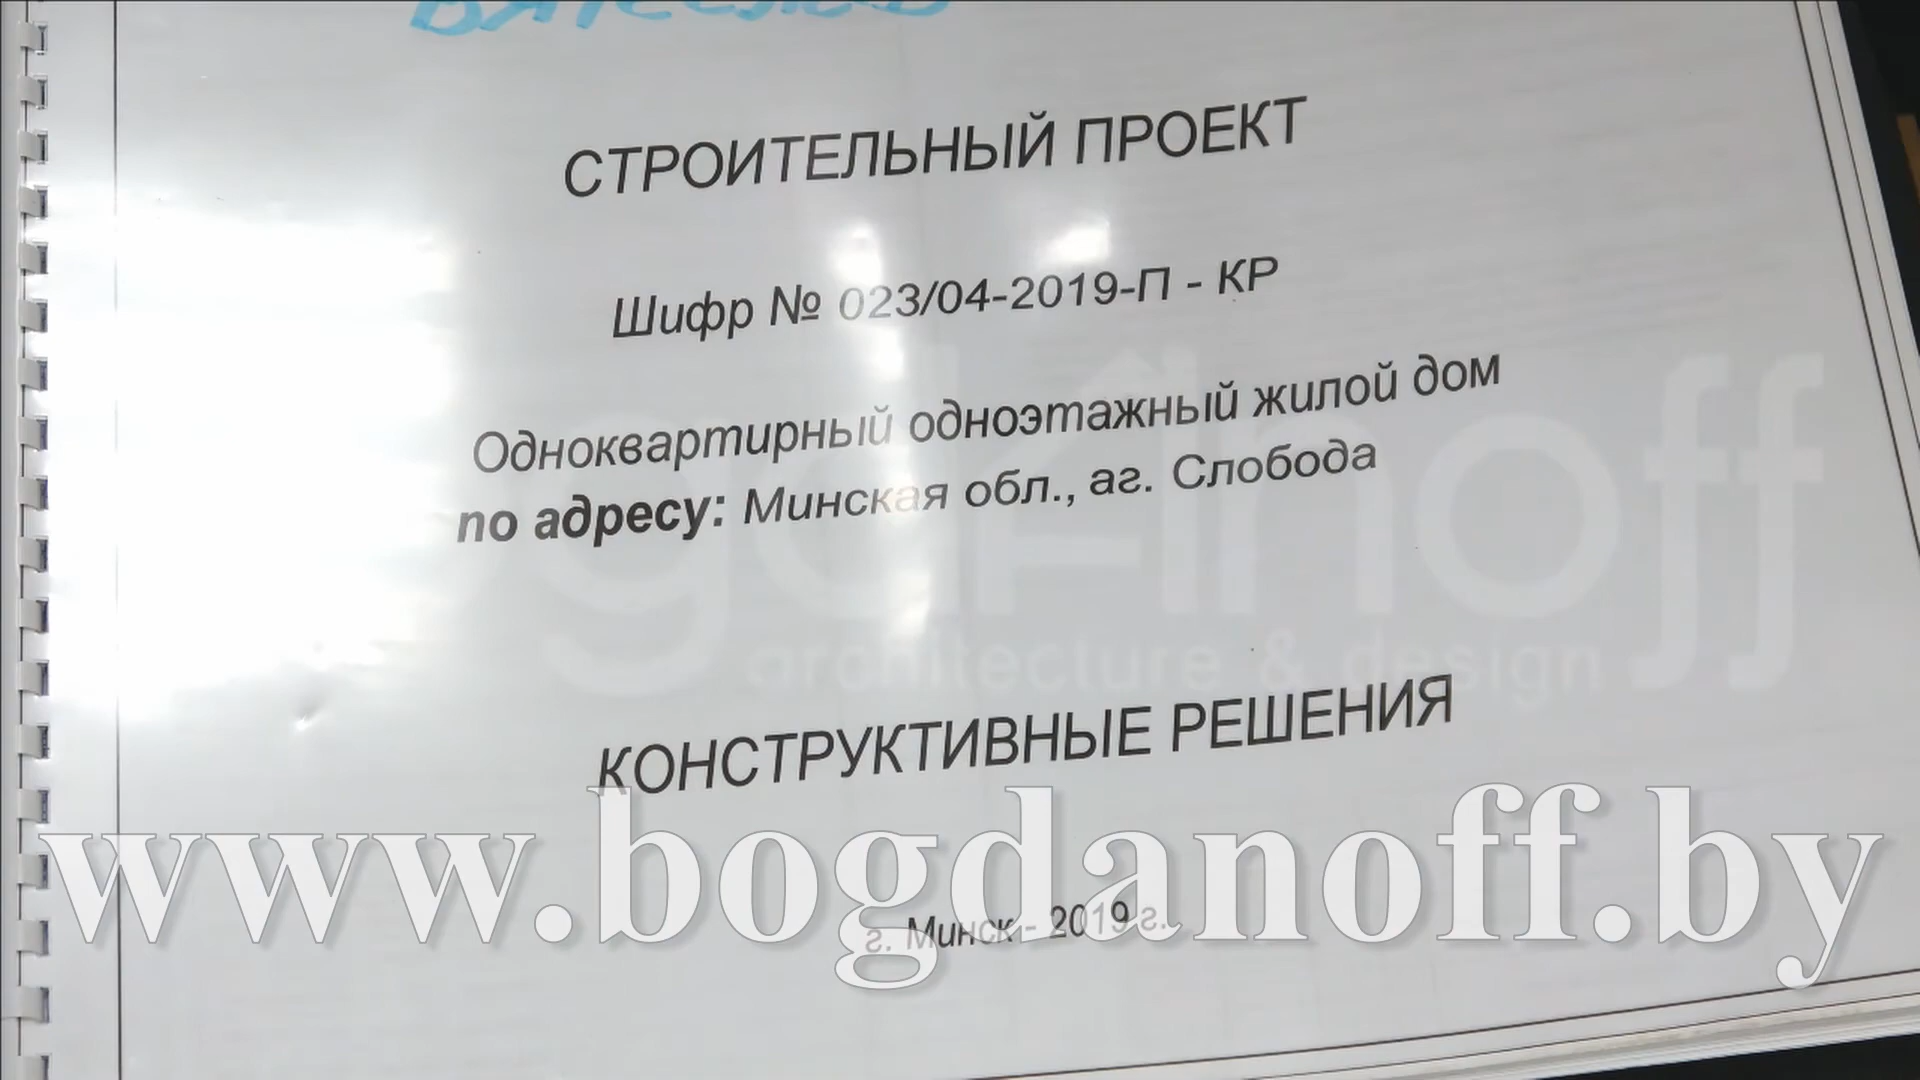 СТРОИТЕЛЬНЫЙ ПРОЕКТ
Шифр № 023/04-2019-П - КР
Одноквартирный одноэтажный жилой дом
по адресу: Минская обл., аг. Слобода
architecture & design
КОНСТРУКТИВНЫЕ РЕШЕНИЯ
www.bogdanoff.by
г. Минск - 2019 г.